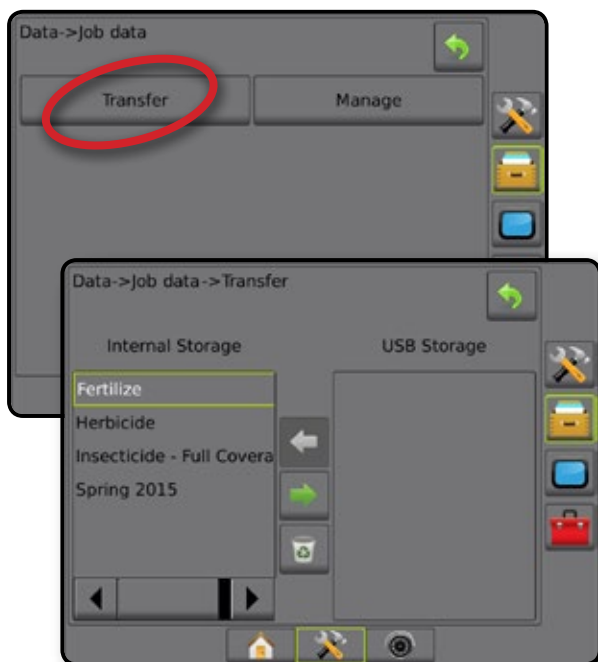 Data->Job data
Transfer
Manage
Data->Job data->Transfer
Internal Storage
USB Storage
Fertilize
Herbicide
Insecticide - Full Covera
Spring 2015